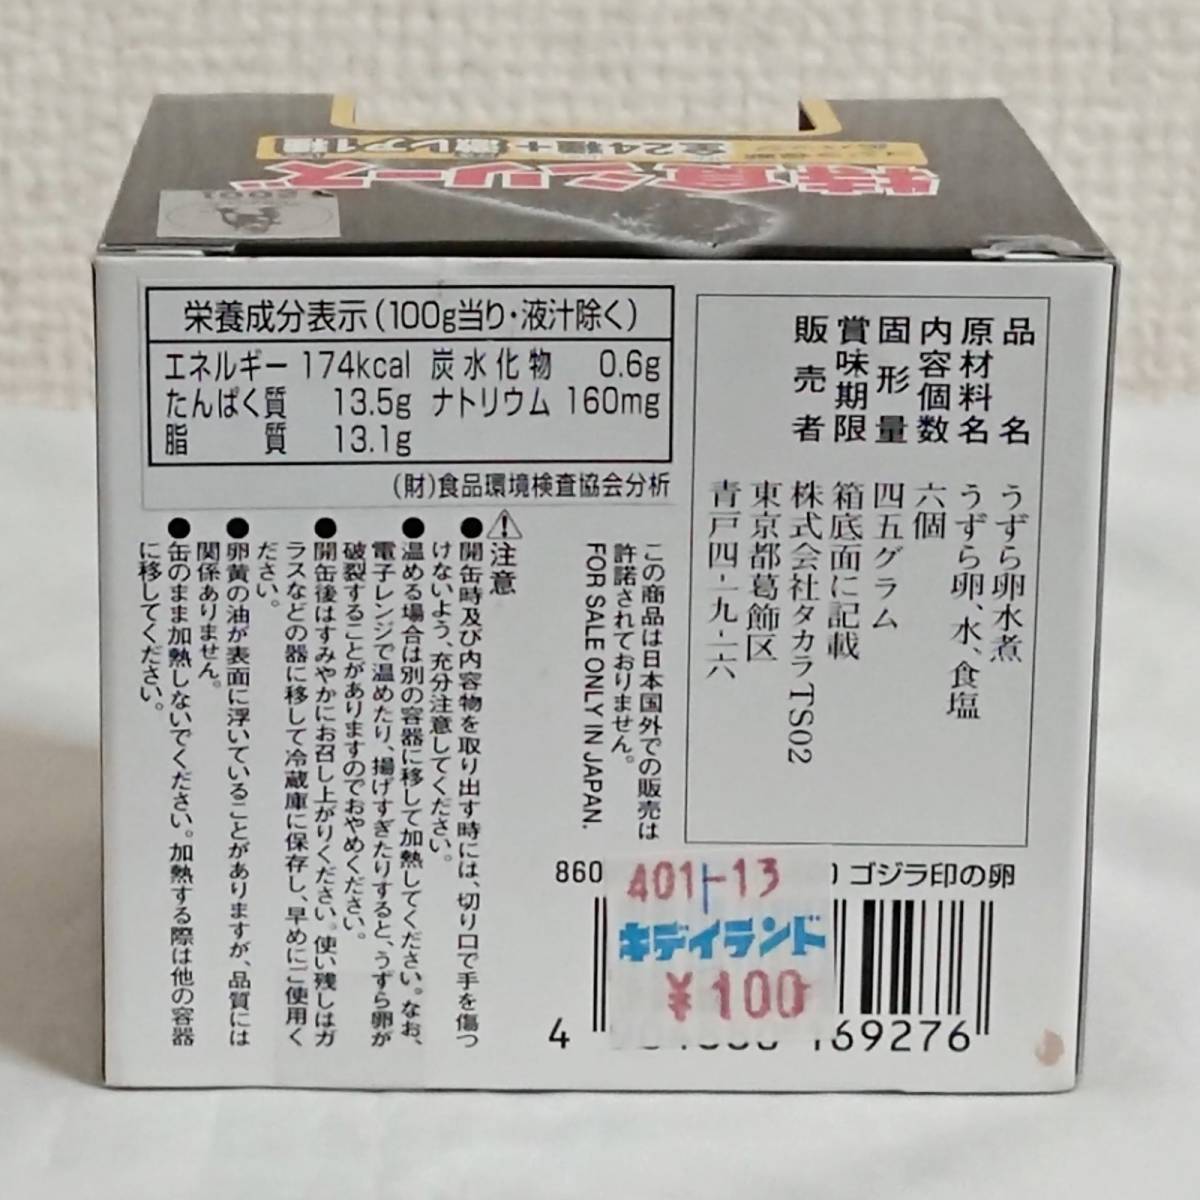 特食シリーズ
全24種+激レア1種
栄養成分表示(100g当り・液汁除く)
エネルギー 174kcal 炭水化物 0.6g
たんぱく質 13.5g ナトリウム 160mg
脂質 13.1g
(財)食品環境検査協会分析
品名 うずら卵水煮
原材料名 うずら卵、水、食塩
内容個数 六個
固形量 四五グラム
賞味期限 箱底面に記載
販売者 株式会社タカラTS02
東京都葛飾区
青戸四-一九-一六
この商品は日本国外での販売は
許諾されておりません。
FOR SALE ONLY IN JAPAN.
⚠注意
●開缶時及び内容物を取り出す時には、切り口で手を傷つ
けないよう、充分注意してください。
●温める場合は別の容器に移して加熱してください。なお、
電子レンジで温めたり、揚げすぎたりすると、うずら卵が
破裂することがありますのでおやめください。
●開缶後はすみやかにお召し上がりください。使い残しはガ
ラスなどの器に移して冷蔵庫に保存し、早めにご使用く
ださい。
●卵黄の油が表面に浮いていることがありますが、品質には
関係ありません。
●缶のまま加熱しないでください。加熱する際は他の容器
に移してください。
860 ゴジラ印の卵
401-13
キデイランド
¥100
4 169276